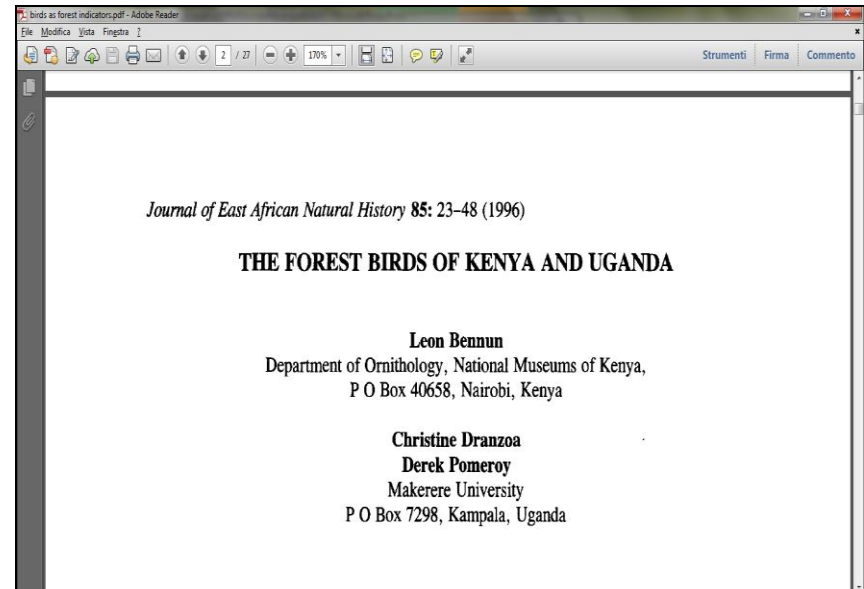 birds as forest indicators.pdf - Adobe Reader
File Modifica Vista Finestra ?
2 / 27 170% Strumenti Firma Commento
Journal of East African Natural History 85: 23–48 (1996)
THE FOREST BIRDS OF KENYA AND UGANDA
Leon Bennun
Department of Ornithology, National Museums of Kenya,
P O Box 40658, Nairobi, Kenya
Christine Dranzoa
Derek Pomeroy
Makerere University
P O Box 7298, Kampala, Uganda